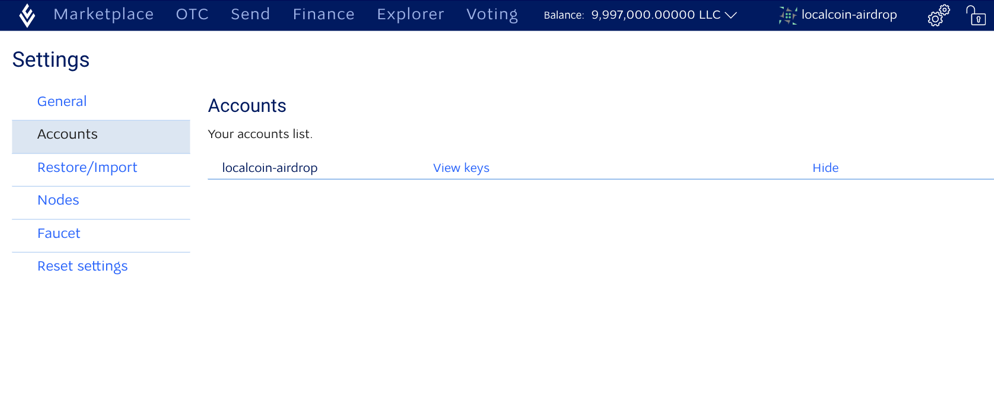 Marketplace OTC Send Finance Explorer Voting Balance: 9,997,000.00000 LLC localcoin-airdrop
Settings
General
Accounts
Restore/Import
Nodes
Faucet
Reset settings
Accounts
Your accounts list.
localcoin-airdrop View keys Hide